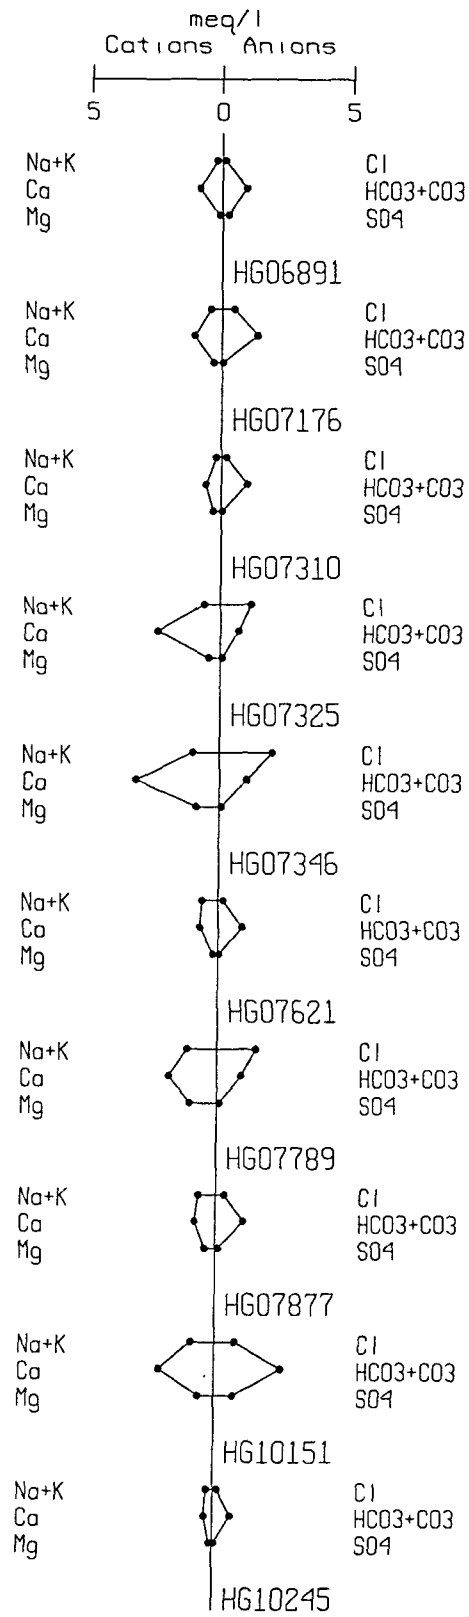 meq/l
Cations Anions
5 0 5
Na+K Cl
Ca HCO3+CO3
Mg SO4
HG06891
Na+K Cl
Ca HCO3+CO3
Mg SO4
HG07176
Na+K Cl
Ca HCO3+CO3
Mg SO4
HG07310
Na+K Cl
Ca HCO3+CO3
Mg SO4
HG07325
Na+K Cl
Ca HCO3+CO3
Mg SO4
HG07346
Na+K Cl
Ca HCO3+CO3
Mg SO4
HG07621
Na+K Cl
Ca HCO3+CO3
Mg SO4
HG07789
Na+K Cl
Ca HCO3+CO3
Mg SO4
HG07877
Na+K Cl
Ca HCO3+CO3
Mg SO4
HG10151
Na+K Cl
Ca HCO3+CO3
Mg SO4
HG10245